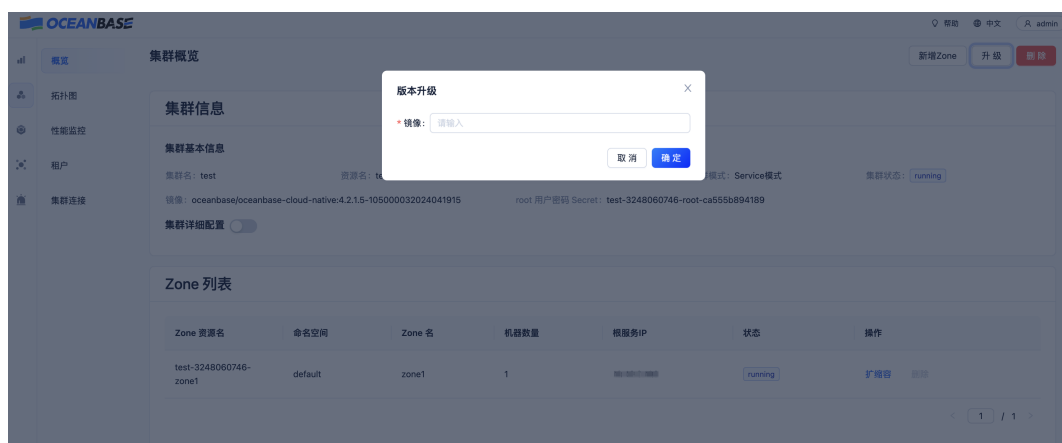 OCEANBASE
帮助 中文 admin
概览
拓扑图
性能监控
租户
集群连接
集群概览
新增Zone 升 级 删 除
版本升级
* 镜像: 请输入
取 消 确 定
集群信息
集群基本信息
集群名: test 资源名: te 模式: Service模式 集群状态: running
镜像: oceanbase/oceanbase-cloud-native:4.2.1.5-105000032024041915 root 用户密码 Secret: test-3248060746-root-ca555b894189
集群详细配置
Zone 列表
Zone 资源名 命名空间 Zone 名 机器数量 根服务IP 状态 操作
test-3248060746-
zone1 default zone1 1 running 扩缩容 删除
< 1 / 1 >